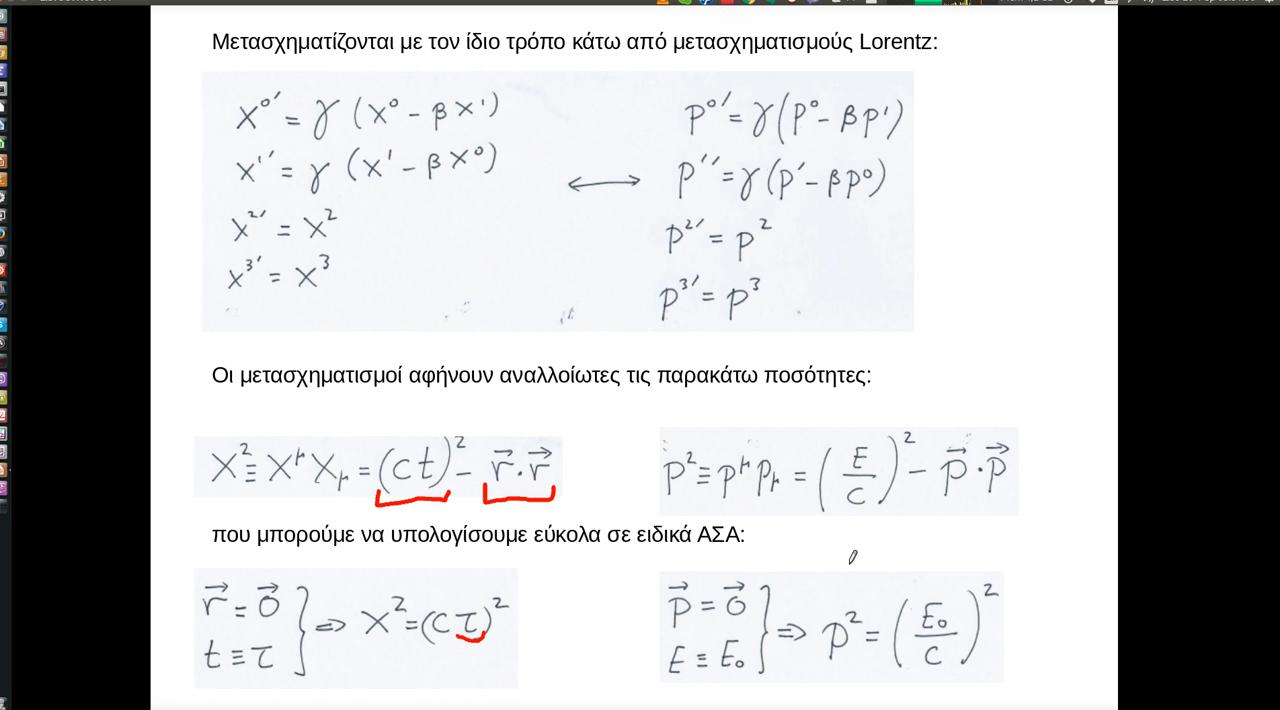 Μετασχηματίζονται με τον ίδιο τρόπο κάτω από μετασχηματισμούς Lorentz:
x⁰′ = γ (x⁰ - βx¹)
x¹′ = γ (x¹ - βx⁰)
x²′ = x²
x³′ = x³
↔
p⁰′ = γ(p⁰ - βp¹)
p¹′ = γ(p¹ - βp⁰)
p²′ = p²
p³′ = p³
Οι μετασχηματισμοί αφήνουν αναλλοίωτες τις παρακάτω ποσότητες:
x² ≡ x^μ x_μ = (ct)² - r⃗·r⃗
p² ≡ p^μ p_μ = (E/c)² - p⃗·p⃗
που μπορούμε να υπολογίσουμε εύκολα σε ειδικά ΑΣΑ:
r⃗ = 0⃗
t ≡ τ } ⇒ x² = (cτ)²
p⃗ = 0⃗
E ≡ E₀ } ⇒ p² = (E₀/c)²